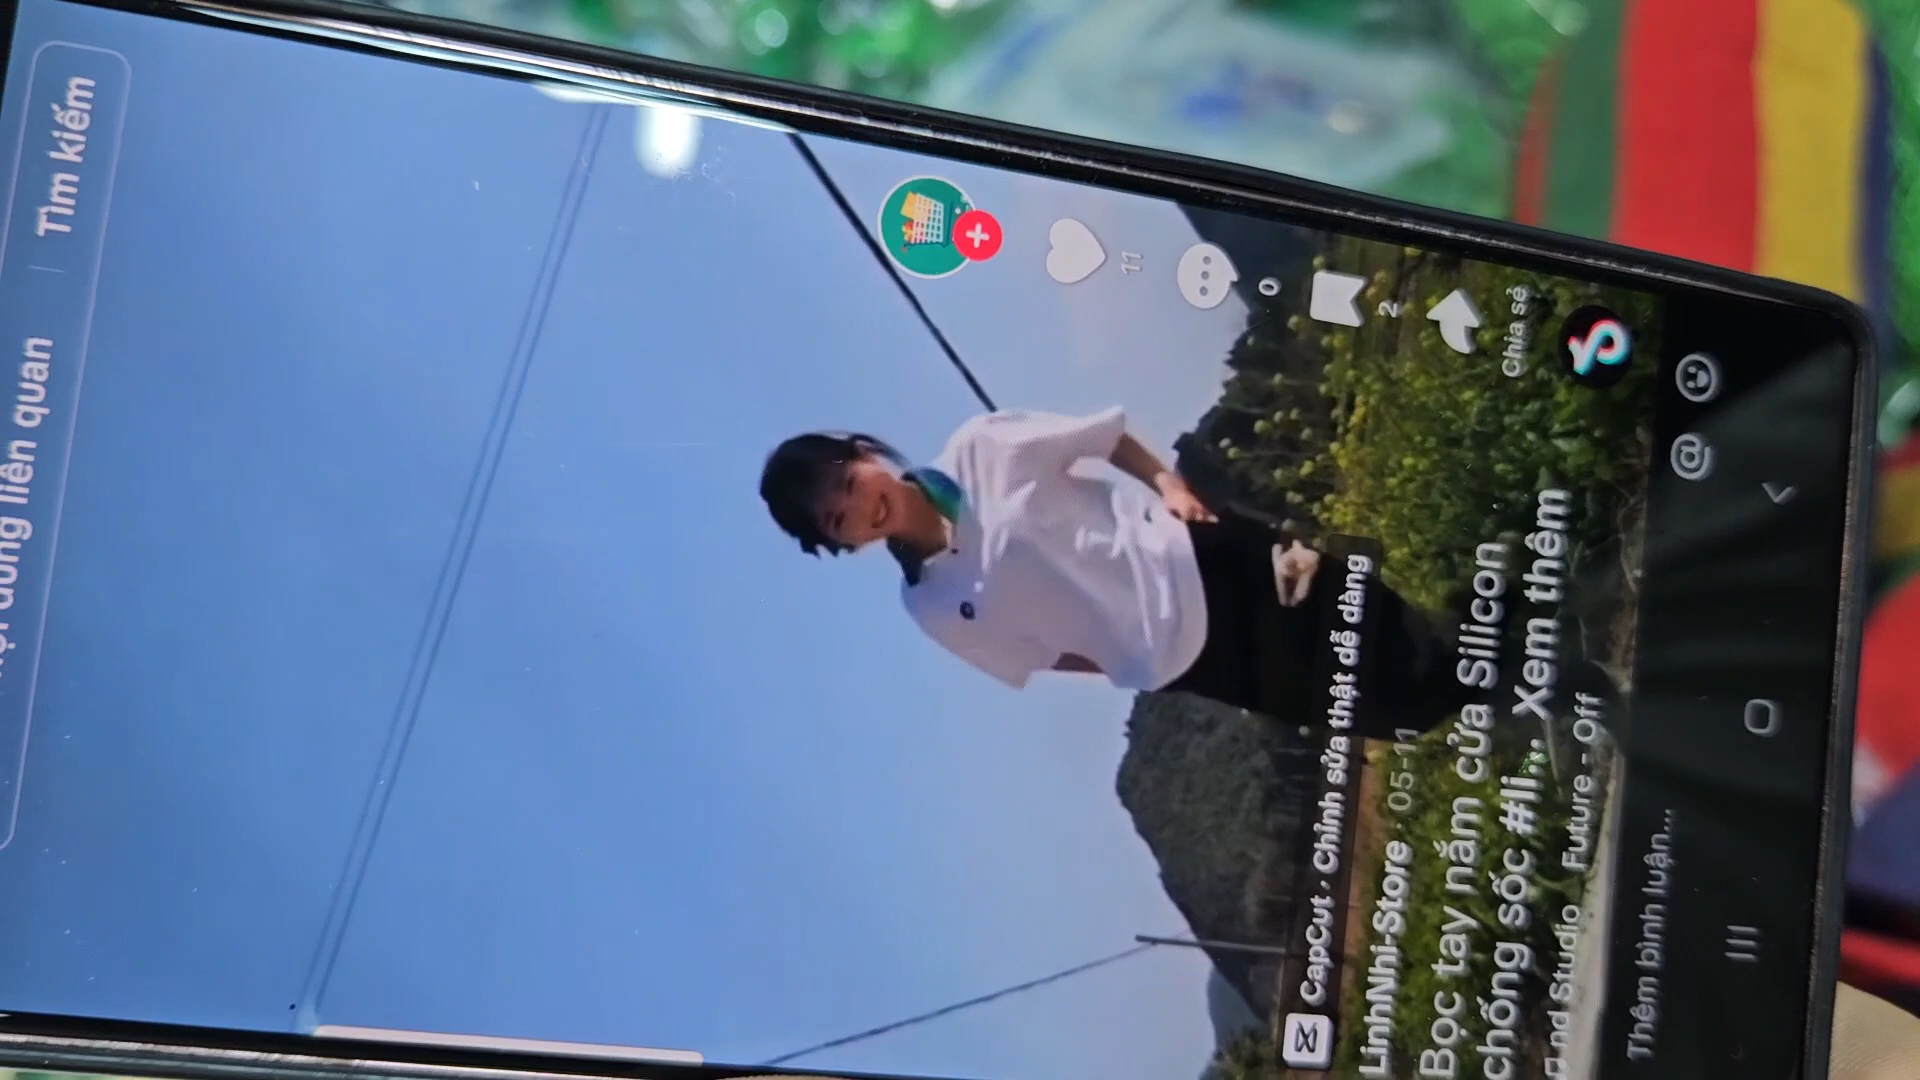 dung liên quan | Tìm kiếm
11
0
2
Chia sẻ
CapCut · Chỉnh sửa thật dễ dàng
LinhNhi-Store · 05-11
Bọc tay nắm cửa Silicon
chống sốc #li... Xem thêm
nd Studio Future - Off
Thêm bình luận...
@